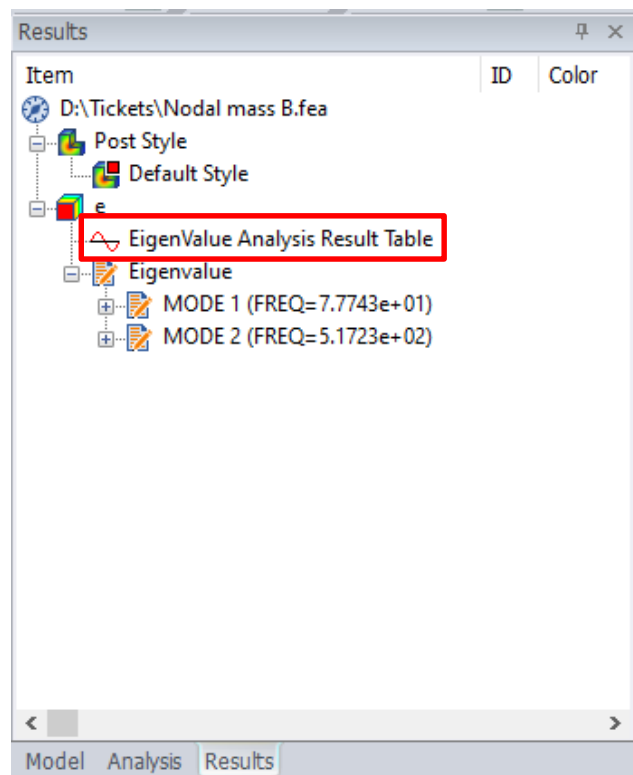 Results
Item ID Color
D:\Tickets\Nodal mass B.fea
Post Style
Default Style
e
EigenValue Analysis Result Table
Eigenvalue
MODE 1 (FREQ=7.7743e+01)
MODE 2 (FREQ=5.1723e+02)
Model Analysis Results